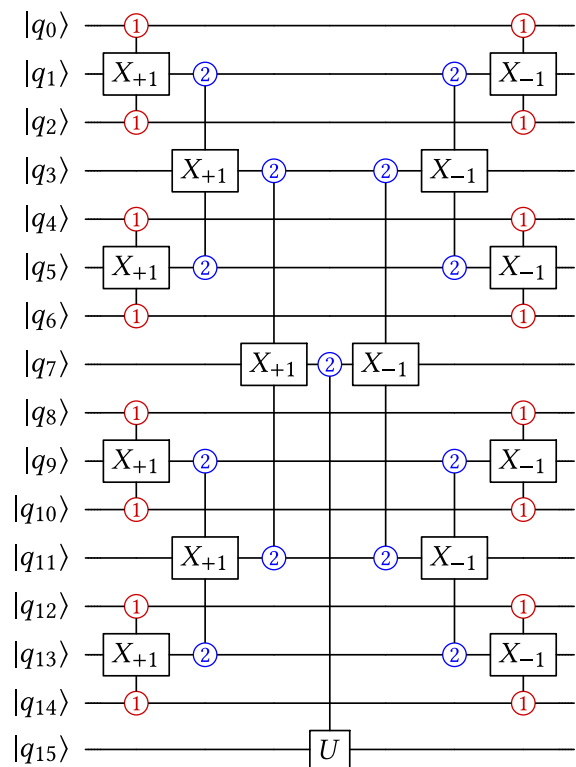 |q₀⟩ 1 1
|q₁⟩ X₊₁ 2 2 X₋₁
|q₂⟩ 1 1
|q₃⟩ X₊₁ 2 2 X₋₁
|q₄⟩ 1 1
|q₅⟩ X₊₁ 2 2 X₋₁
|q₆⟩ 1 1
|q₇⟩ X₊₁ 2 X₋₁
|q₈⟩ 1 1
|q₉⟩ X₊₁ 2 2 X₋₁
|q₁₀⟩ 1 1
|q₁₁⟩ X₊₁ 2 2 X₋₁
|q₁₂⟩ 1 1
|q₁₃⟩ X₊₁ 2 2 X₋₁
|q₁₄⟩ 1 1
|q₁₅⟩ U